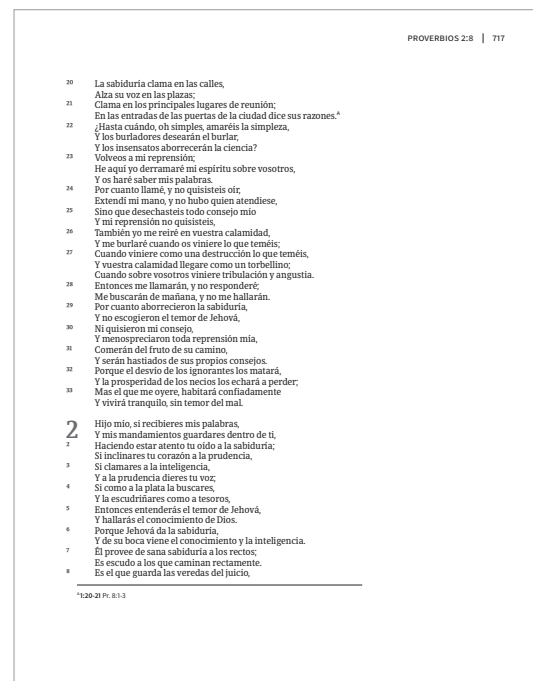 PROVERBIOS 2:8 | 717
20 La sabiduría clama en las calles,
Alza su voz en las plazas;
21 Clama en los principales lugares de reunión;
En las entradas de las puertas de la ciudad dice sus razones.A
22 ¿Hasta cuándo, oh simples, amaréis la simpleza,
Y los burladores desearán el burlar,
Y los insensatos aborrecerán la ciencia?
23 Volveos a mi reprensión;
He aquí yo derramaré mi espíritu sobre vosotros,
Y os haré saber mis palabras.
24 Por cuanto llamé, y no quisisteis oír,
Extendí mi mano, y no hubo quien atendiese,
25 Sino que desechasteis todo consejo mío
Y mi reprensión no quisisteis,
26 También yo me reiré en vuestra calamidad,
Y me burlaré cuando os viniere lo que teméis;
27 Cuando viniere como una destrucción lo que teméis,
Y vuestra calamidad llegare como un torbellino;
Cuando sobre vosotros viniere tribulación y angustia.
28 Entonces me llamarán, y no responderé;
Me buscarán de mañana, y no me hallarán.
29 Por cuanto aborrecieron la sabiduría,
Y no escogieron el temor de Jehová,
30 Ni quisieron mi consejo,
Y menospreciaron toda reprensión mía,
31 Comerán del fruto de su camino,
Y serán hastiados de sus propios consejos.
32 Porque el desvío de los ignorantes los matará,
Y la prosperidad de los necios los echará a perder;
33 Mas el que me oyere, habitará confiadamente
Y vivirá tranquilo, sin temor del mal.
2 Hijo mío, si recibieres mis palabras,
Y mis mandamientos guardares dentro de ti,
2 Haciendo estar atento tu oído a la sabiduría;
Si inclinares tu corazón a la prudencia,
3 Si clamares a la inteligencia,
Y a la prudencia dieres tu voz;
4 Si como a la plata la buscares,
Y la escudriñares como a tesoros,
5 Entonces entenderás el temor de Jehová,
Y hallarás el conocimiento de Dios.
6 Porque Jehová da la sabiduría,
Y de su boca viene el conocimiento y la inteligencia.
7 Él provee de sana sabiduría a los rectos;
Es escudo a los que caminan rectamente.
8 Es el que guarda las veredas del juicio,
A1:20-21 Pr. 8:1-3